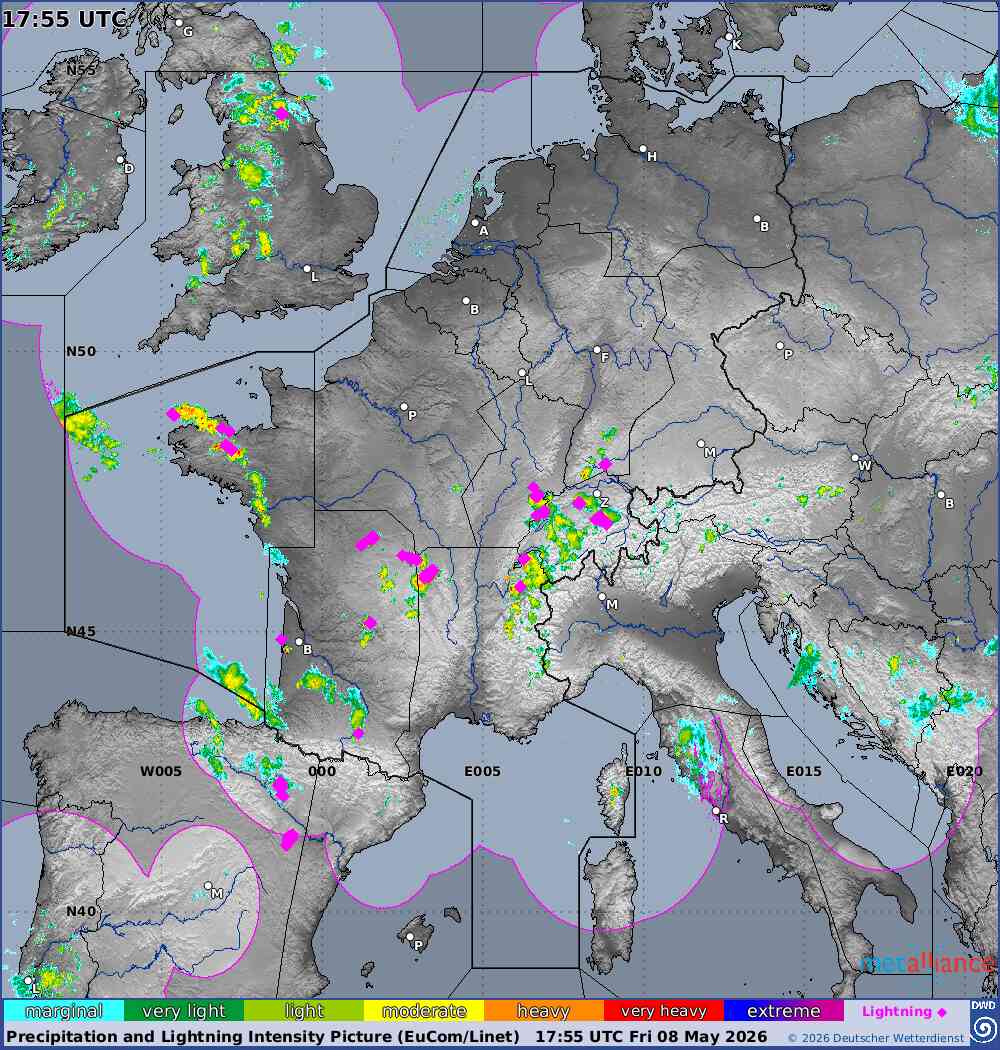 17:55 UTC
G
K
N55
D
H
A
B
B
L
N50
F
P
L
P
M
W
Z
B
M
N45
B
W005
000
E005
E010
E015
E020
R
M
N40
P
metalliance
L
marginal very light light moderate heavy very heavy extreme Lightning
DWD
Precipitation and Lightning Intensity Picture (EuCom/Linet) 17:55 UTC Fri 08 May 2026 © 2026 Deutscher Wetterdienst